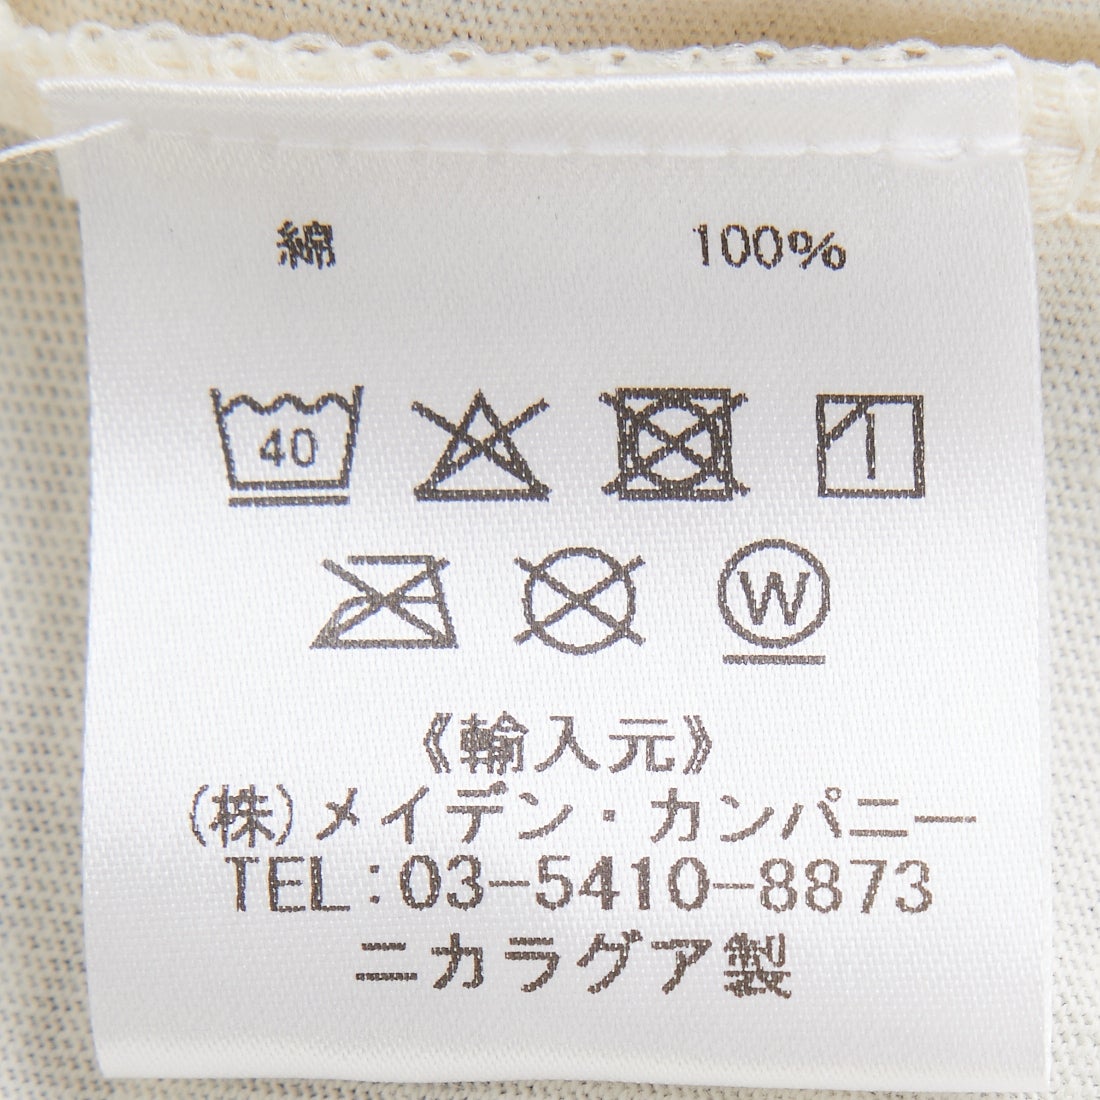 綿 100%
40
W
《輸入元》
(株)メイデン・カンパニー
TEL:03-5410-8873
ニカラグア製